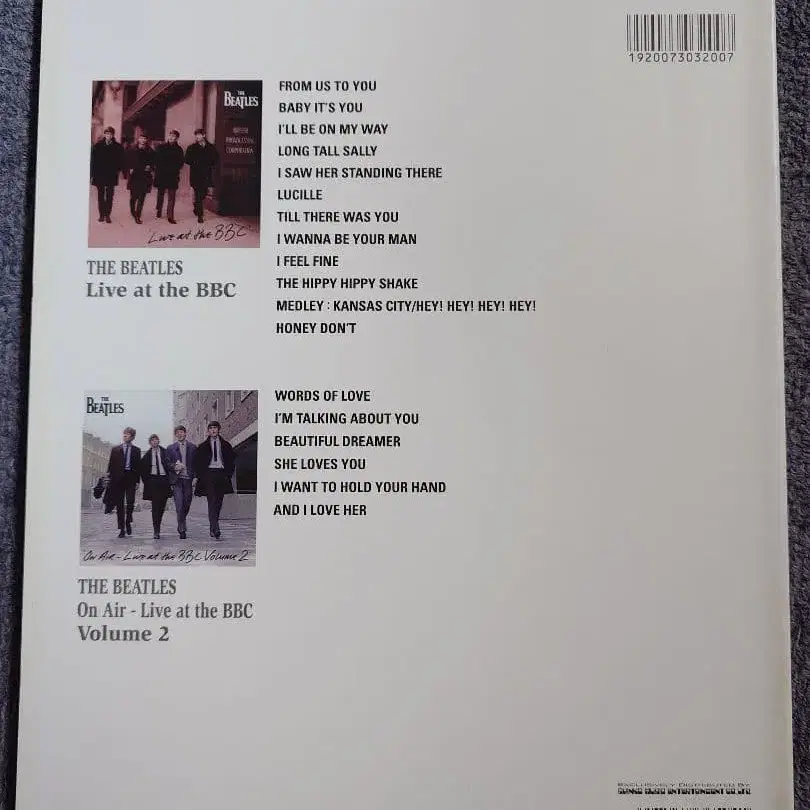 1920073032007
THE
BEATLES
Live at the BBC
THE BEATLES
Live at the BBC
FROM US TO YOU
BABY IT'S YOU
I'LL BE ON MY WAY
LONG TALL SALLY
I SAW HER STANDING THERE
LUCILLE
TILL THERE WAS YOU
I WANNA BE YOUR MAN
I FEEL FINE
THE HIPPY HIPPY SHAKE
MEDLEY : KANSAS CITY/HEY! HEY! HEY! HEY!
HONEY DON'T
THE
BEATLES
On Air - Live at the BBC Volume 2
THE BEATLES
On Air - Live at the BBC
Volume 2
WORDS OF LOVE
I'M TALKING ABOUT YOU
BEAUTIFUL DREAMER
SHE LOVES YOU
I WANT TO HOLD YOUR HAND
AND I LOVE HER
EXCLUSIVELY DISTRIBUTED BY